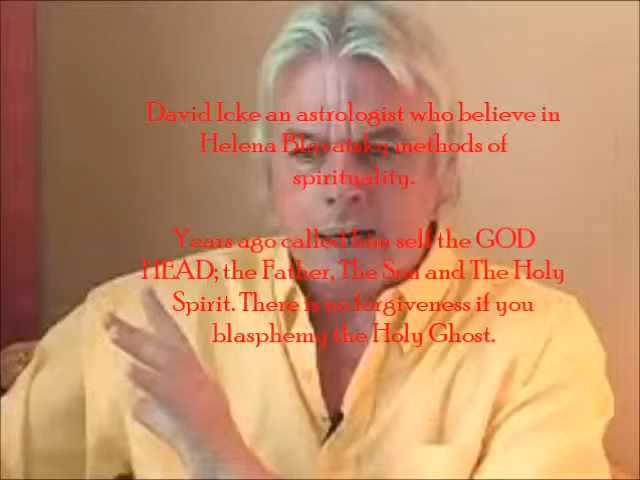 David Icke an astrologist who believe in
Helena Blavatsky methods of
spirituality.
Years ago called him self the GOD
HEAD; the Father, The Son and The Holy
Spirit. There is no forgiveness if you
blasphemy the Holy Ghost.